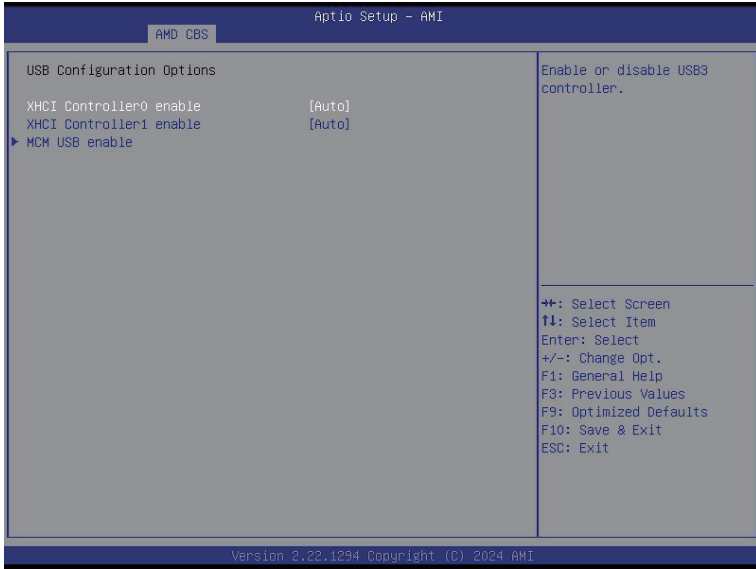 Aptio Setup – AMI
AMD CBS
USB Configuration Options
XHCI Controller0 enable [Auto]
XHCI Controller1 enable [Auto]
MCM USB enable
Enable or disable USB3
controller.
→←: Select Screen
↑↓: Select Item
Enter: Select
+/-: Change Opt.
F1: General Help
F3: Previous Values
F9: Optimized Defaults
F10: Save & Exit
ESC: Exit
Version 2.22.1294 Copyright (C) 2024 AMI